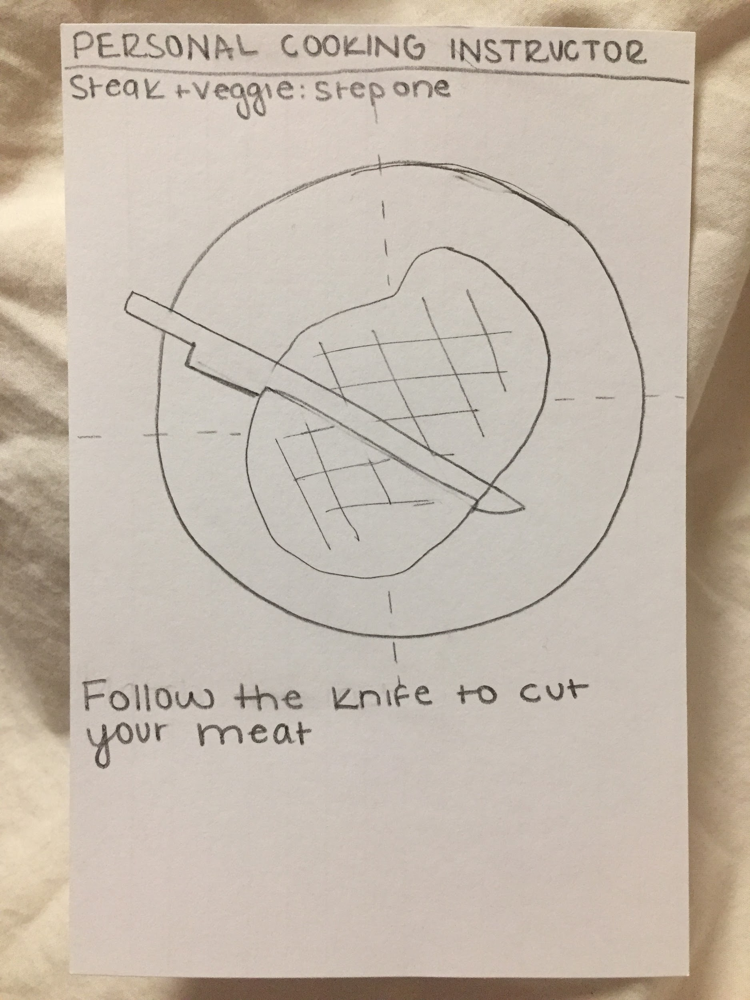 PERSONAL COOKING INSTRUCTOR
Steak + Veggie: step one
Follow the knife to cut
your meat